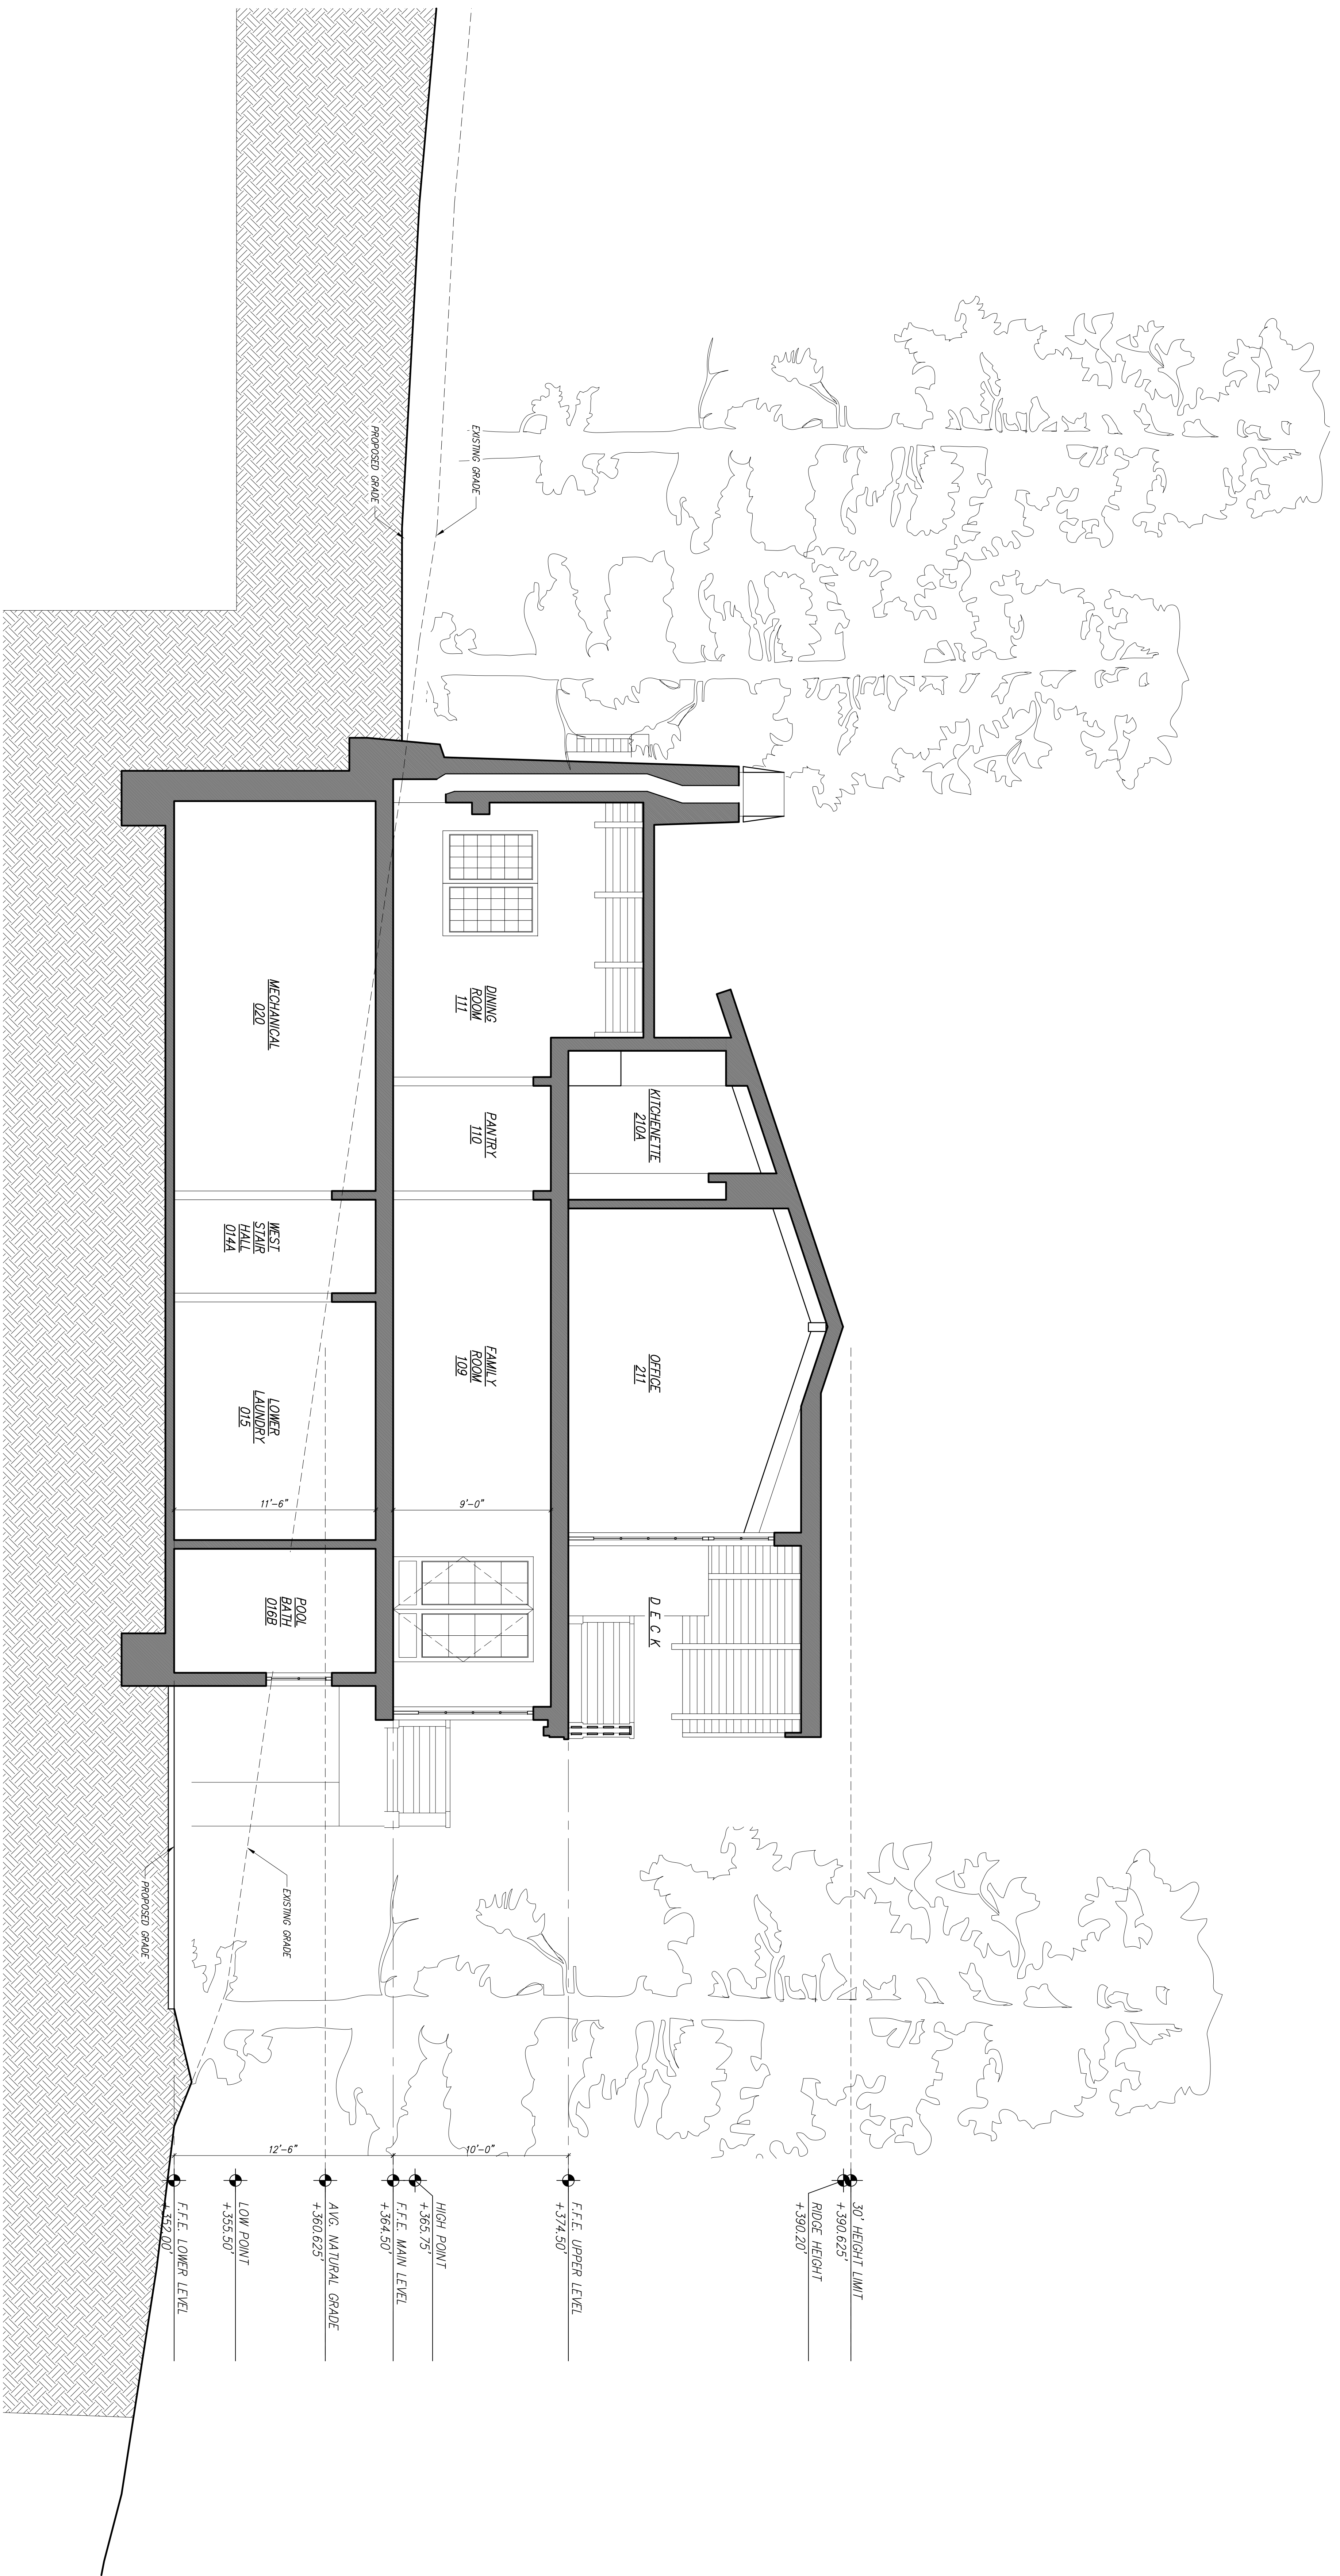 EXISTING GRADE
PROPOSED GRADE
KITCHENETTE
210A
OFFICE
211
D E C K
DINING
ROOM
111
PANTRY
110
FAMILY
ROOM
109
9'-0"
MECHANICAL
020
WEST
STAIR
HALL
014A
LOWER
LAUNDRY
015
11'-6"
POOL
BATH
016B
EXISTING GRADE
PROPOSED GRADE
10'-0"
12'-6"
30' HEIGHT LIMIT
+390.625'
RIDGE HEIGHT
+390.20'
F.F.E. UPPER LEVEL
+374.50'
HIGH POINT
+365.75'
F.F.E. MAIN LEVEL
+364.50'
AVG. NATURAL GRADE
+360.625'
LOW POINT
+355.50'
F.F.E. LOWER LEVEL
+352.00'